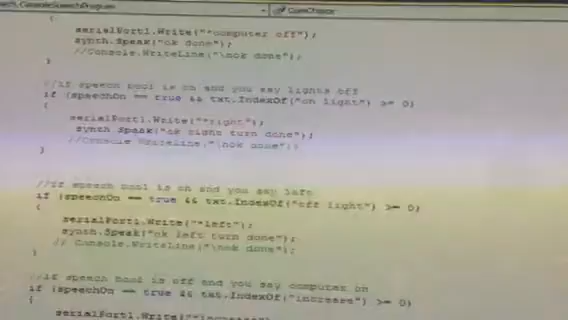 {
serialPort1.Write("*computer off");
synth.Speak("ok done");
//Console.WriteLine("\nok done");
}
//if speech bool is on and you say lights off
if (speechOn == true && txt.IndexOf("on light") >= 0)
{
serialPort1.Write("*right");
synth.Speak("ok right turn done");
//Console.WriteLine("\nok done");
}
//if speech bool is on and you say left
if (speechOn == true && txt.IndexOf("off light") >= 0)
{
serialPort1.Write("*left");
synth.Speak("ok left turn done");
// Console.WriteLine("\nok done");
}
//if speech bool is off and you say computer on
if (speechOn == true && txt.IndexOf("increase") >= 0)
{